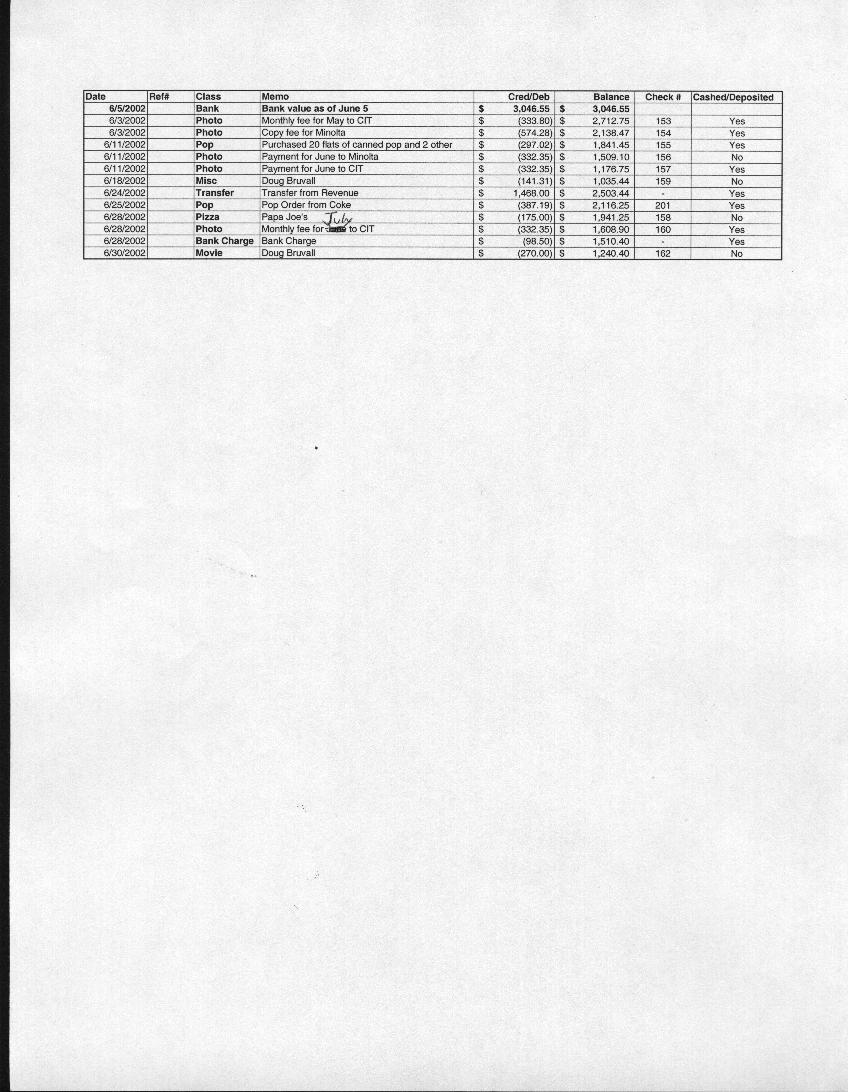 Date Ref# Class Memo Cred/Deb Balance Check # Cashed/Deposited
6/5/2002 Bank Bank value as of June 5 $ 3,046.55 $ 3,046.55
6/3/2002 Photo Monthly fee for May to CIT $ (333.80) $ 2,712.75 153 Yes
6/3/2002 Photo Copy fee for Minolta $ (574.28) $ 2,138.47 154 Yes
6/11/2002 Pop Purchased 20 flats of canned pop and 2 other $ (297.02) $ 1,841.45 155 Yes
6/11/2002 Photo Payment for June to Minolta $ (332.35) $ 1,509.10 156 No
6/11/2002 Photo Payment for June to CIT $ (332.35) $ 1,176.75 157 Yes
6/18/2002 Misc Doug Bruvall $ (141.31) $ 1,035.44 159 No
6/24/2002 Transfer Transfer from Revenue $ 1,468.00 $ 2,503.44 - Yes
6/25/2002 Pop Pop Order from Coke $ (387.19) $ 2,116.25 201 Yes
6/28/2002 Pizza Papa Joe's $ (175.00) $ 1,941.25 158 No
6/28/2002 Photo Monthly fee for July to CIT $ (332.35) $ 1,608.90 160 Yes
6/28/2002 Bank Charge Bank Charge $ (98.50) $ 1,510.40 - Yes
6/30/2002 Movie Doug Bruvall $ (270.00) $ 1,240.40 162 No